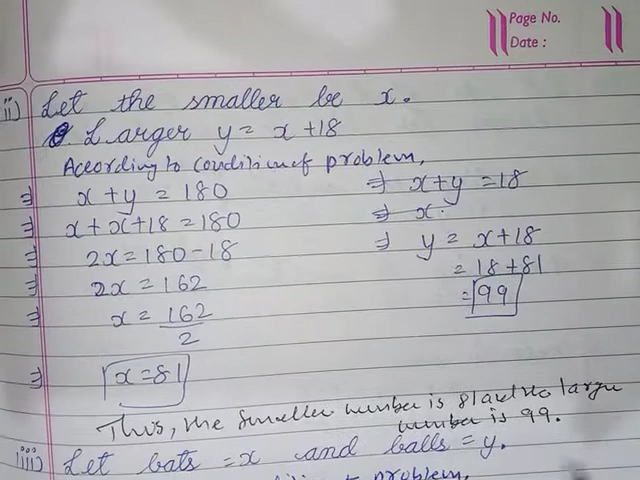 Page No.
Date :
ii) Let the smaller be x.
Larger y = x +18
According to condition of problem,
⇒ x + y = 180
⇒ x + x + 18 = 180
⇒ 2x = 180 - 18
⇒ 2x = 162
⇒ x = 162
2
⇒ x = 81
⇒ x + y = 18
⇒ x
⇒ y = x + 18
= 18 + 81
= 99
Thus, the smaller number is 81 and the large
number is 99.
iii) Let bats = x and balls = y.
problem,